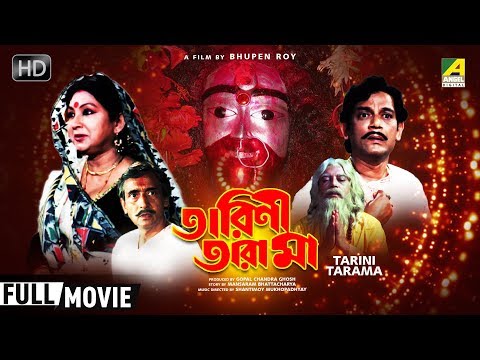 HD
A FILM BY BHUPEN ROY
A
ANGEL
DIGITAL
তারিণী
তারা মা
TARINI
TARAMA
PRODUCED BY GOPAL CHANDRA GHOSH
STORY BY MANSARAM BHATTACHARYA
MUSIC DIRECTED BY SHANTIMOY MUKHOPADHYAY
FULL MOVIE